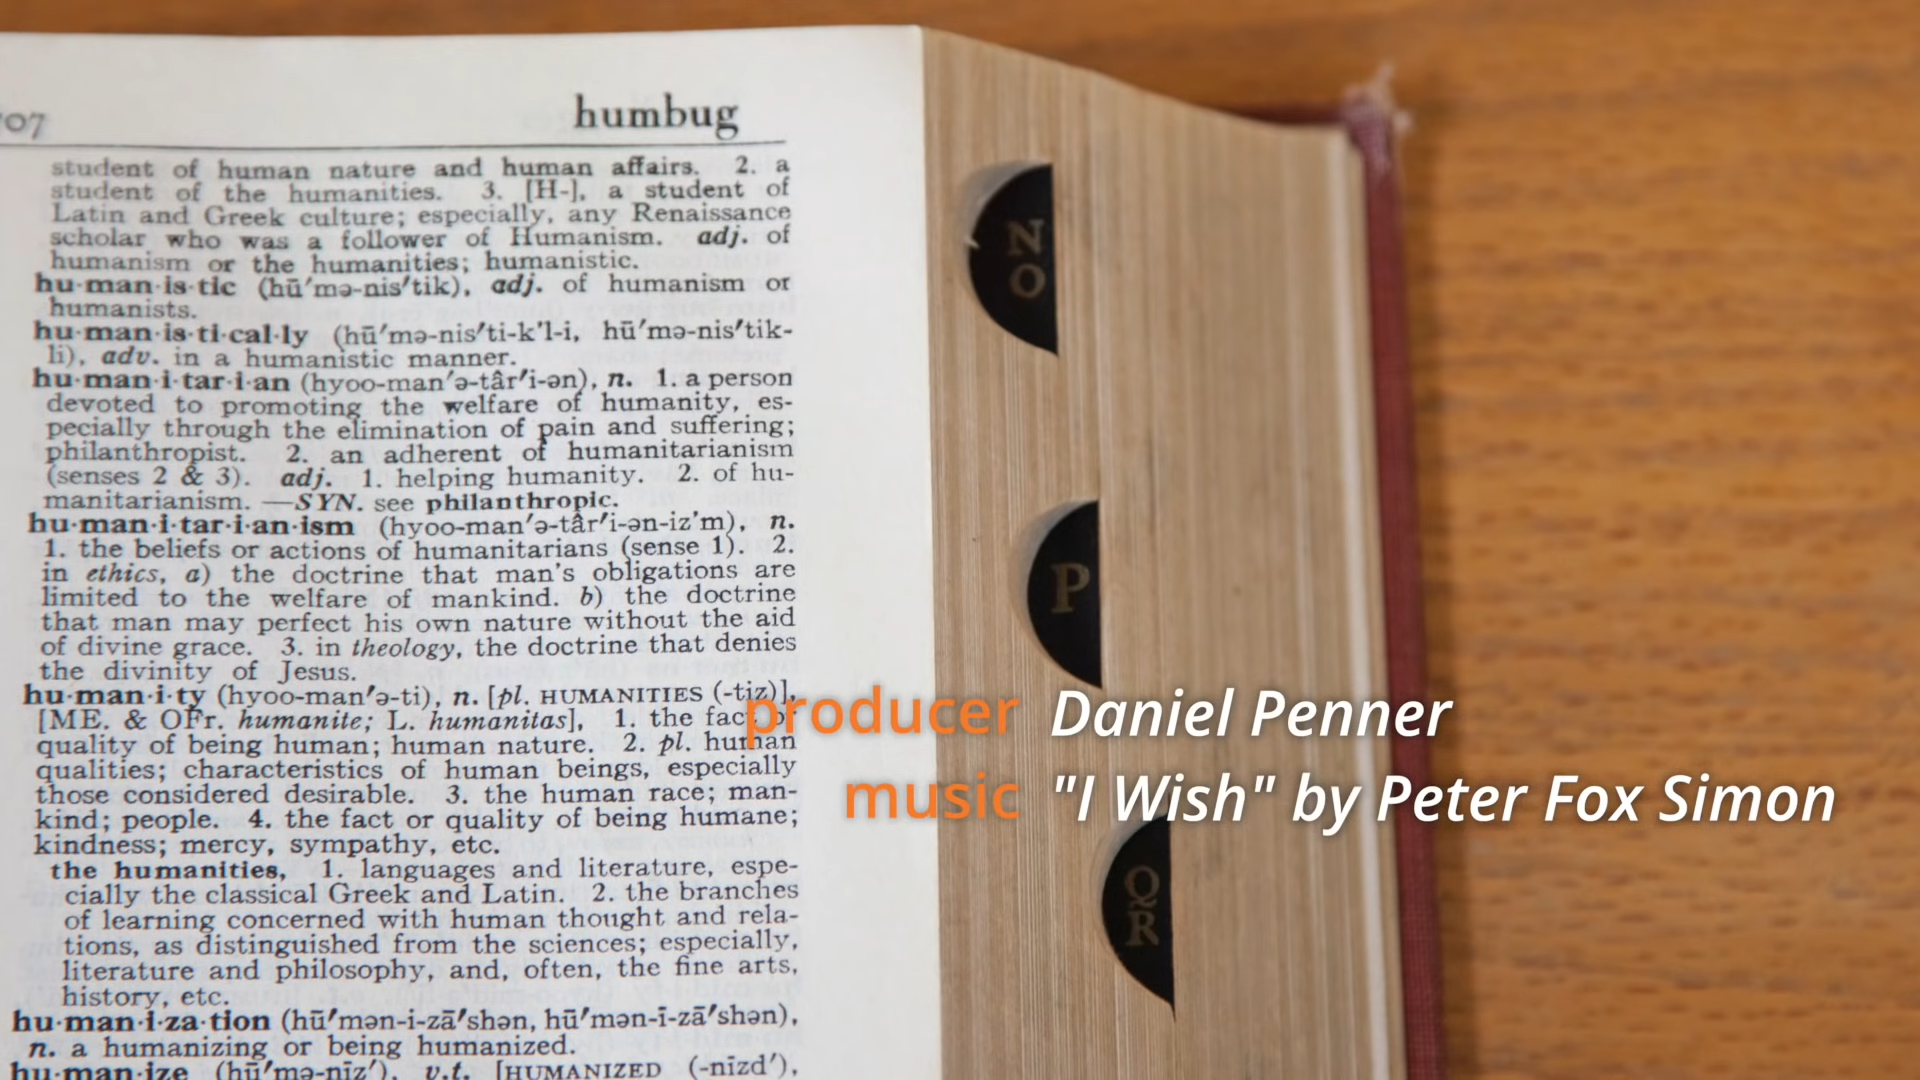 707
humbug
student of human nature and human affairs. 2. a
student of the humanities. 3. [H-], a student of
Latin and Greek culture; especially, any Renaissance
scholar who was a follower of Humanism. adj. of
humanism or the humanities; humanistic.
hu·man·is·tic (hū′mə-nis′tik), adj. of humanism or
humanists.
hu·man·is·ti·cal·ly (hū′mə-nis′ti-k'l-i, hū′mə-nis′tik-
li), adv. in a humanistic manner.
hu·man·i·tar·i·an (hyoo-man′ə-târ′i-ən), n. 1. a person
devoted to promoting the welfare of humanity, es-
pecially through the elimination of pain and suffering;
philanthropist. 2. an adherent of humanitarianism
(senses 2 & 3). adj. 1. helping humanity. 2. of hu-
manitarianism. —SYN. see philanthropic.
hu·man·i·tar·i·an·ism (hyoo-man′ə-târ′i-ən-iz'm), n.
1. the beliefs or actions of humanitarians (sense 1). 2.
in ethics, a) the doctrine that man's obligations are
limited to the welfare of mankind. b) the doctrine
that man may perfect his own nature without the aid
of divine grace. 3. in theology, the doctrine that denies
the divinity of Jesus.
hu·man·i·ty (hyoo-man′ə-ti), n. [pl. HUMANITIES (-tiz)],
[ME. & OFr. humanite; L. humanitas], 1. the fact or
quality of being human; human nature. 2. pl. human
qualities; characteristics of human beings, especially
those considered desirable. 3. the human race; man-
kind; people. 4. the fact or quality of being humane;
kindness; mercy, sympathy, etc.
the humanities, 1. languages and literature, espe-
cially the classical Greek and Latin. 2. the branches
of learning concerned with human thought and rela-
tions, as distinguished from the sciences; especially,
literature and philosophy, and, often, the fine arts,
history, etc.
hu·man·i·za·tion (hū′mən-i-zā′shən, hū′mən-ī-zā′shən),
n. a humanizing or being humanized.
hu·man·ize (hū′mə-nīz′), v.t. [HUMANIZED (-nīzd′),
N
O
P
Q
R
producer Daniel Penner
music "I Wish" by Peter Fox Simon